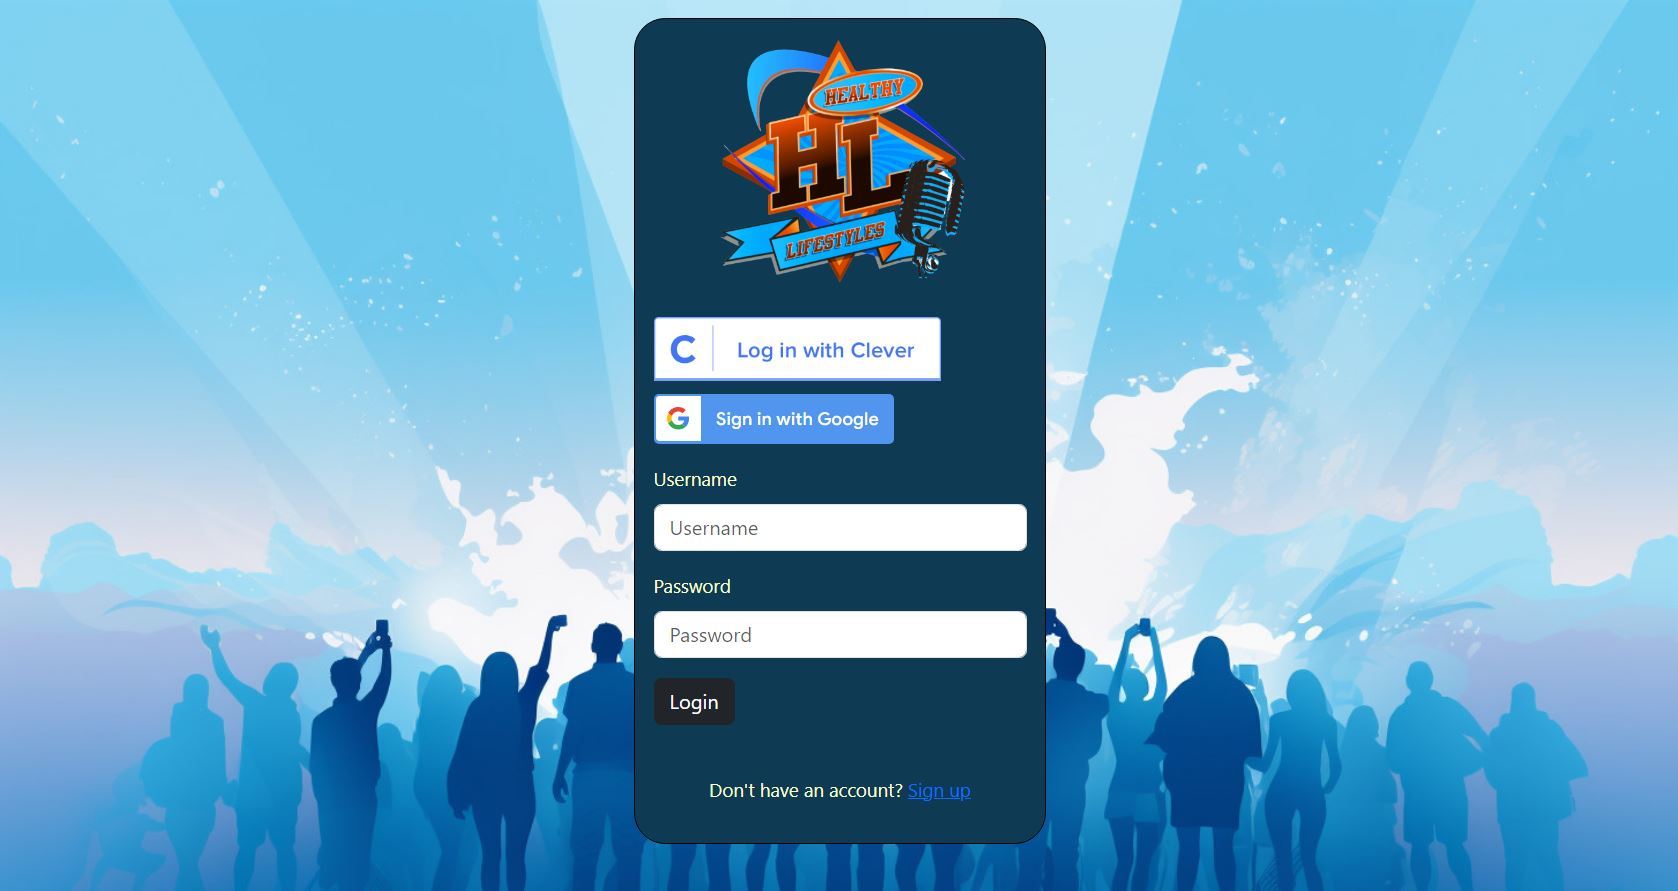 HEALTHY
HL
LIFESTYLES
C Log in with Clever
G Sign in with Google
Username
Username
Password
Password
Login
Don't have an account? Sign up